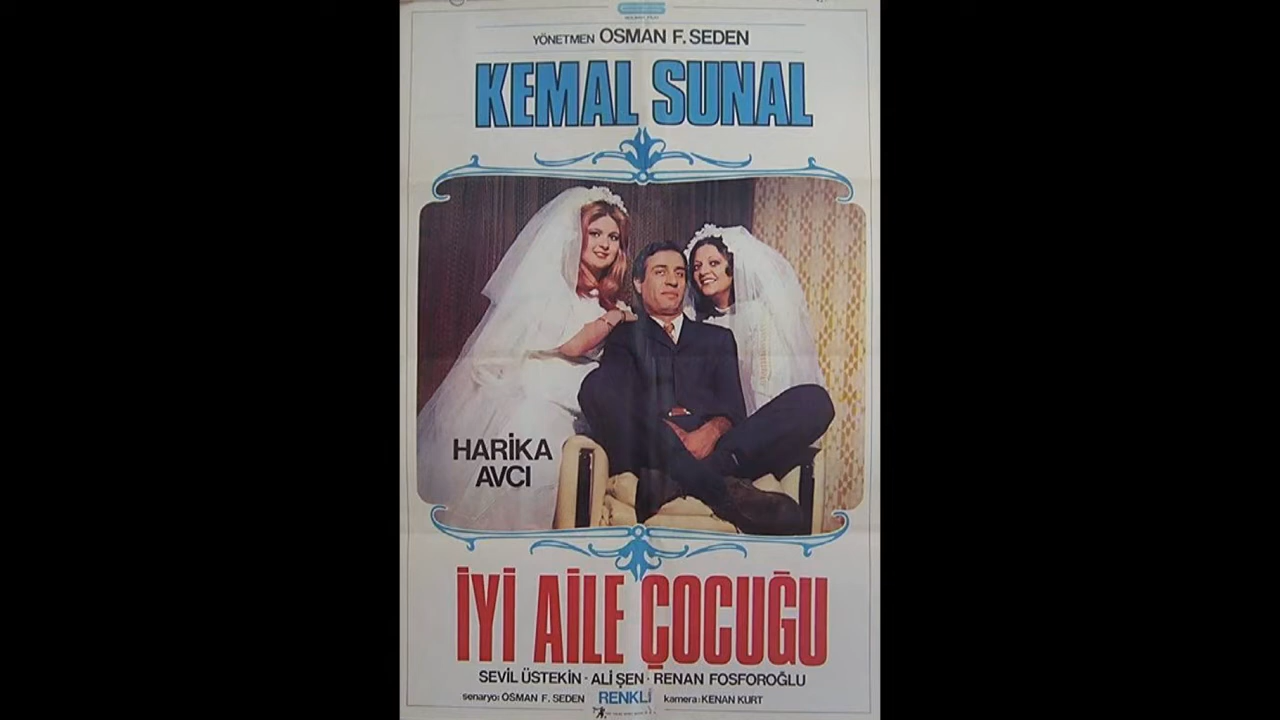 YÖNETMEN OSMAN F. SEDEN
KEMAL SUNAL
HARİKA
AVCI
İYİ AİLE ÇOCUĞU
SEVİL ÜSTEKİN · ALİ ŞEN · RENAN FOSFOROĞLU
senaryo: OSMAN F. SEDEN RENKLİ kamera: KENAN KURT